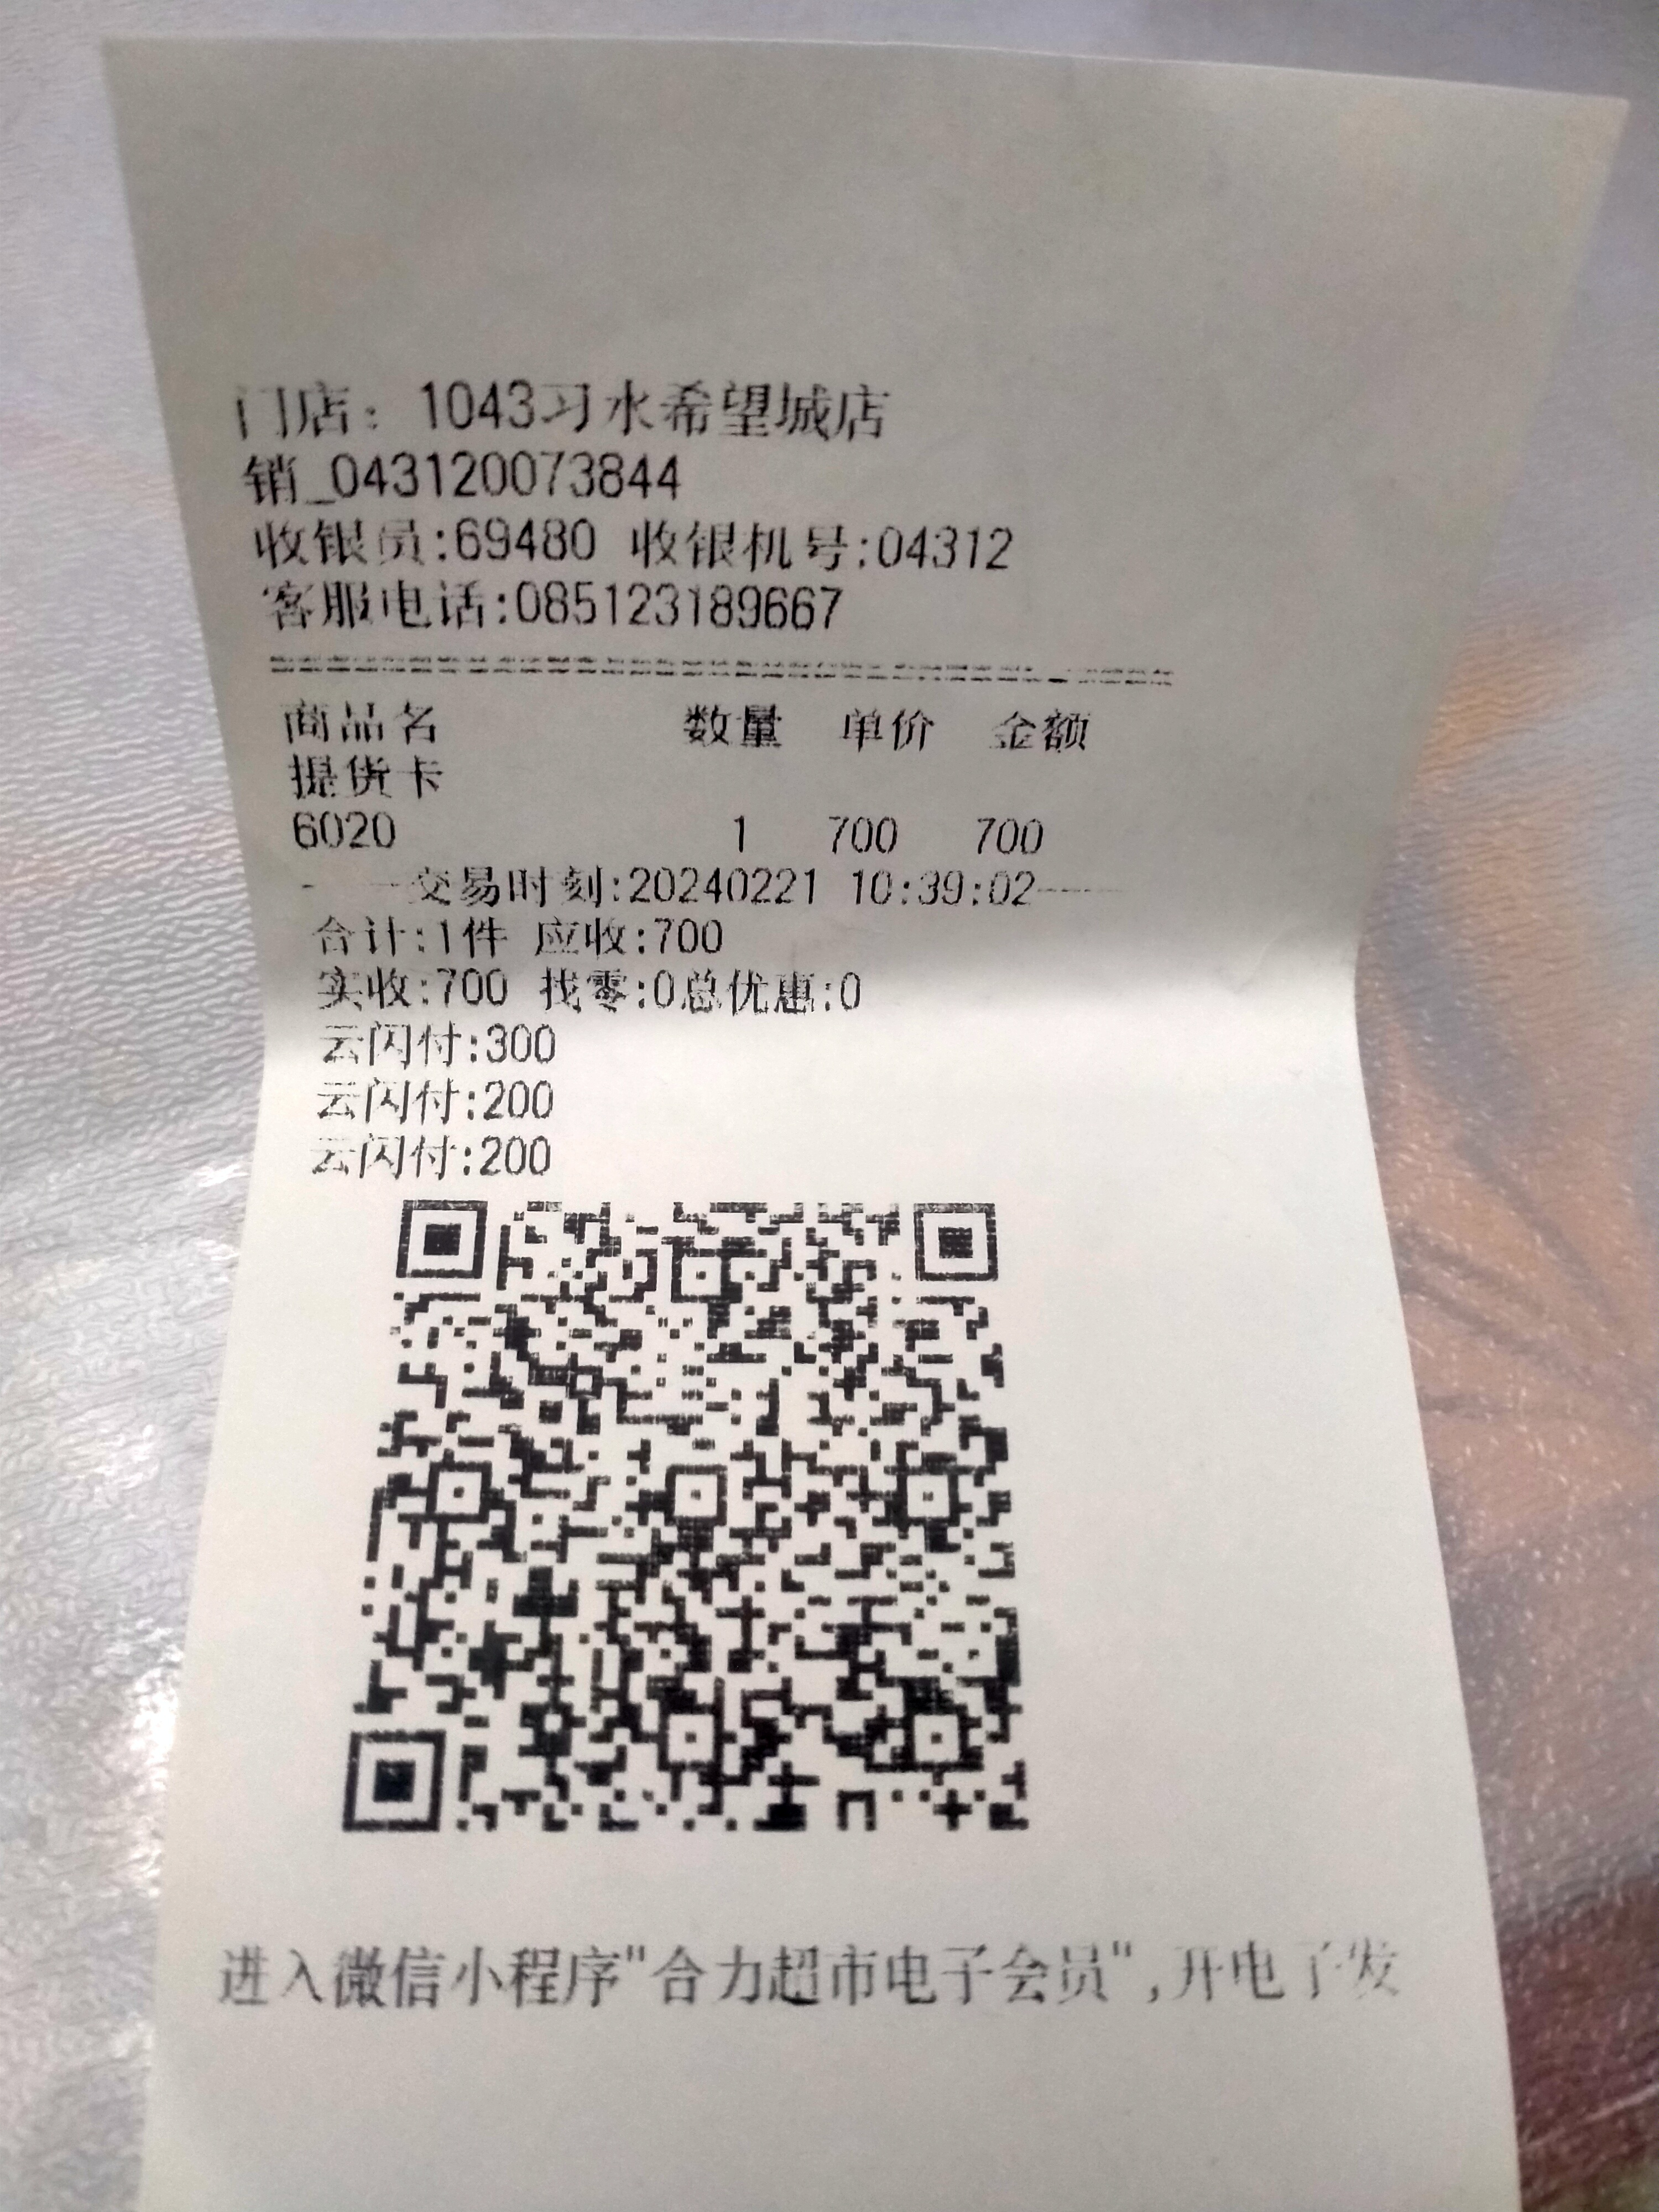 门店：1043习水希望城店
销_043120073844
收银员:69480 收银机号:04312
客服电话:085123189667
商品名 数量 单价 金额
提货卡
6020 1 700 700
交易时刻:20240221 10:39:02----
合计:1件 应收:700
实收:700 找零:0总优惠:0
云闪付:300
云闪付:200
云闪付:200
进入微信小程序"合力超市电子会员",开电子发